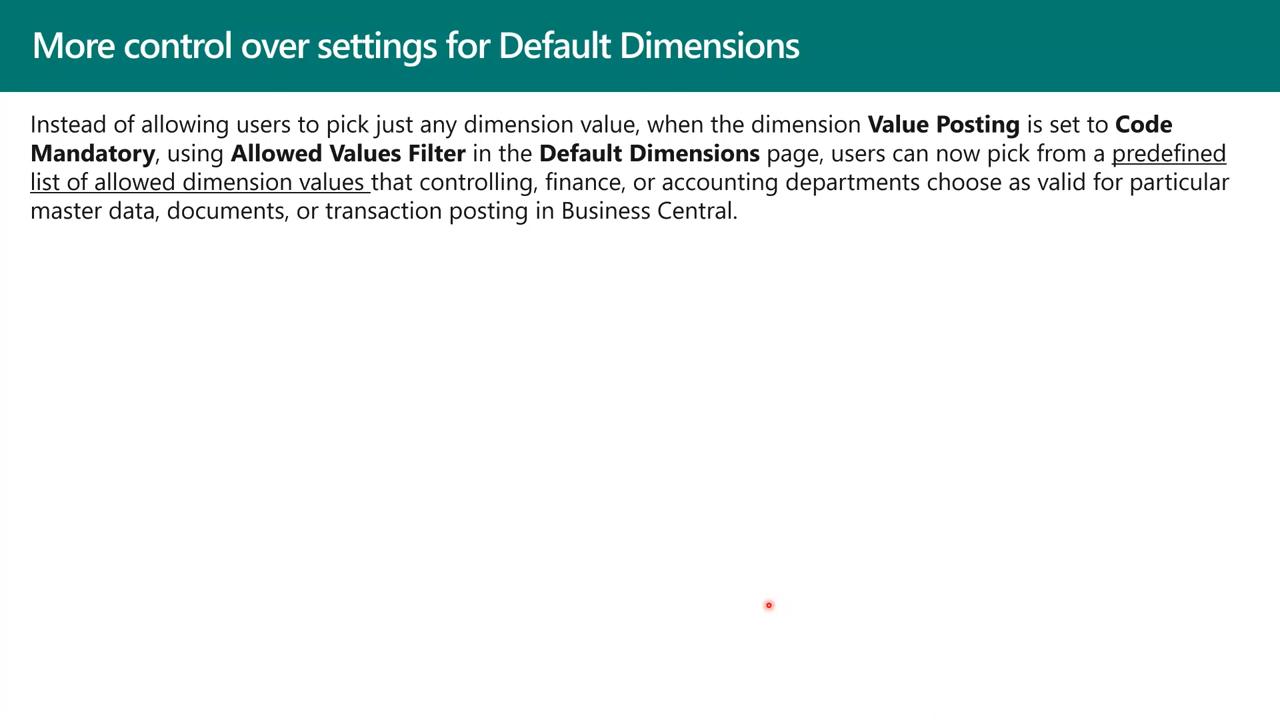 More control over settings for Default Dimensions
Instead of allowing users to pick just any dimension value, when the dimension Value Posting is set to Code
Mandatory, using Allowed Values Filter in the Default Dimensions page, users can now pick from a predefined
list of allowed dimension values that controlling, finance, or accounting departments choose as valid for particular
master data, documents, or transaction posting in Business Central.